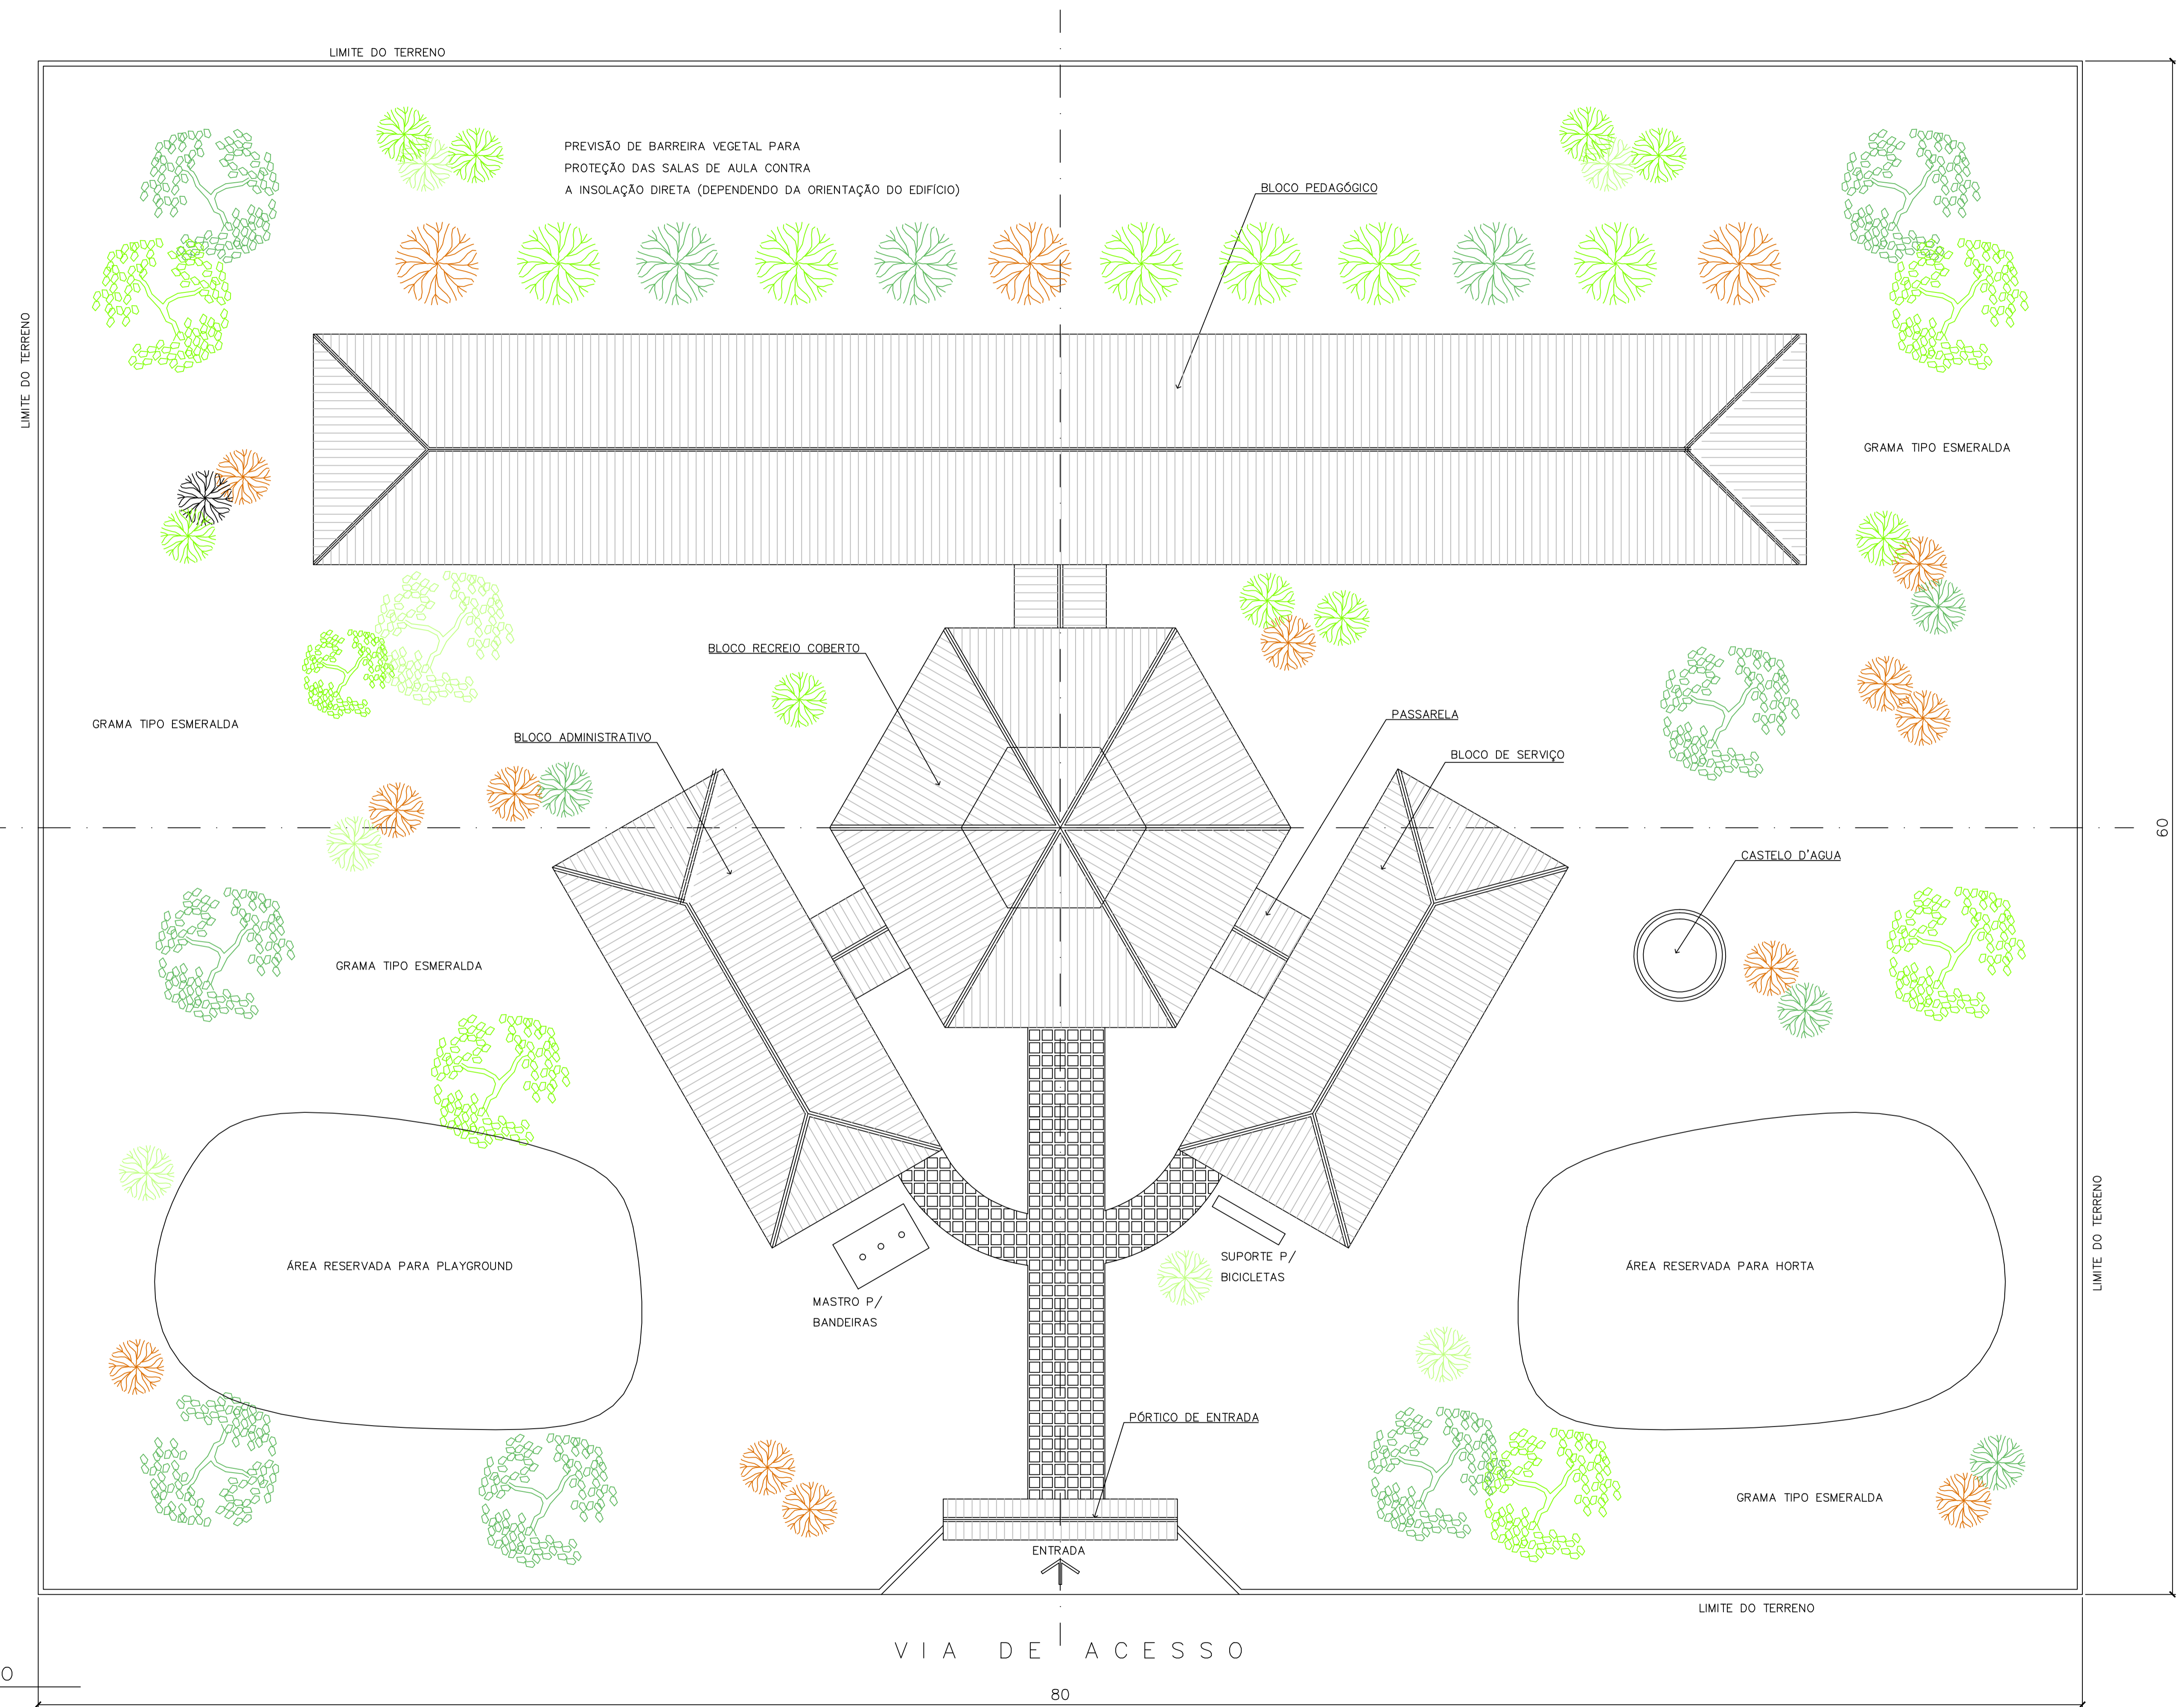 LIMITE DO TERRENO
PREVISÃO DE BARREIRA VEGETAL PARA
PROTEÇÃO DAS SALAS DE AULA CONTRA
A INSOLAÇÃO DIRETA (DEPENDENDO DA ORIENTAÇÃO DO EDIFÍCIO)
BLOCO PEDAGÓGICO
LIMITE DO TERRENO
GRAMA TIPO ESMERALDA
BLOCO RECREIO COBERTO
PASSARELA
GRAMA TIPO ESMERALDA
BLOCO ADMINISTRATIVO
BLOCO DE SERVIÇO
60
CASTELO D'AGUA
GRAMA TIPO ESMERALDA
LIMITE DO TERRENO
ÁREA RESERVADA PARA PLAYGROUND
SUPORTE P/
BICICLETAS
ÁREA RESERVADA PARA HORTA
MASTRO P/
BANDEIRAS
PÓRTICO DE ENTRADA
GRAMA TIPO ESMERALDA
ENTRADA
LIMITE DO TERRENO
VIA DE ACESSO
O
80